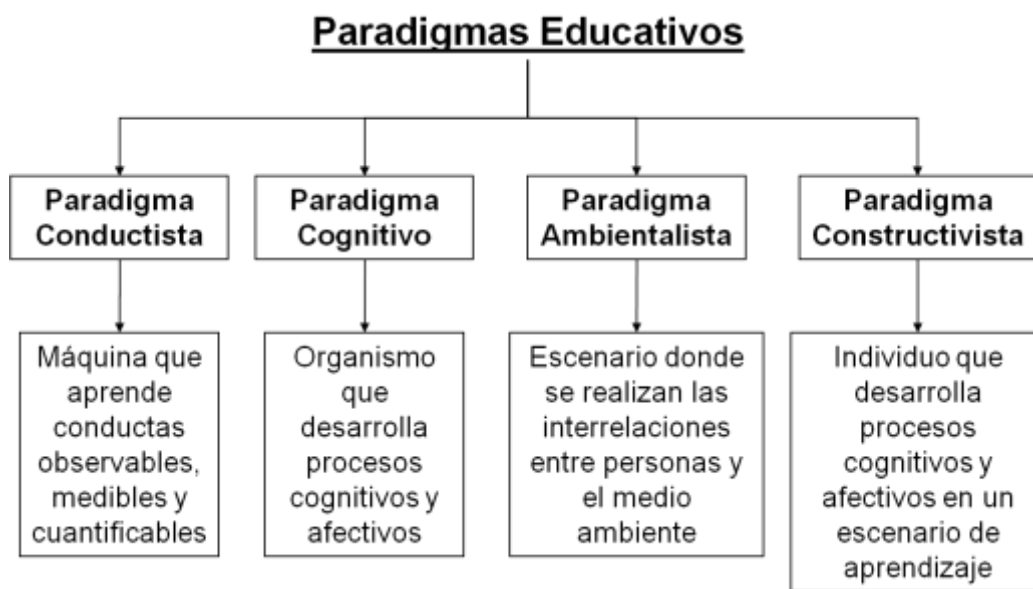 Paradigmas Educativos
Paradigma
Conductista
Paradigma
Cognitivo
Paradigma
Ambientalista
Paradigma
Constructivista
Máquina que
aprende
conductas
observables,
medibles y
cuantificables
Organismo
que
desarrolla
procesos
cognitivos y
afectivos
Escenario donde
se realizan las
interrelaciones
entre personas y
el medio
ambiente
Individuo que
desarrolla
procesos
cognitivos y
afectivos en un
escenario de
aprendizaje